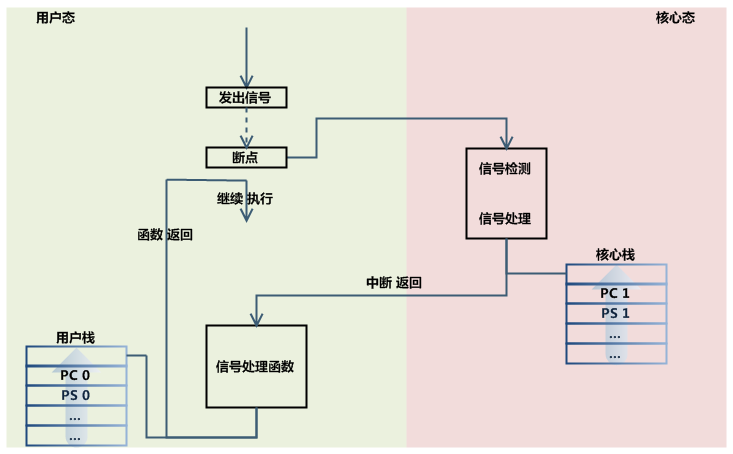 用户态
核心态
发出信号
断点
信号检测
继续 执行
信号处理
函数 返回
核心栈
中断 返回
PC 1
PS 1
...
...
用户栈
信号处理函数
PC 0
PS 0
...
...